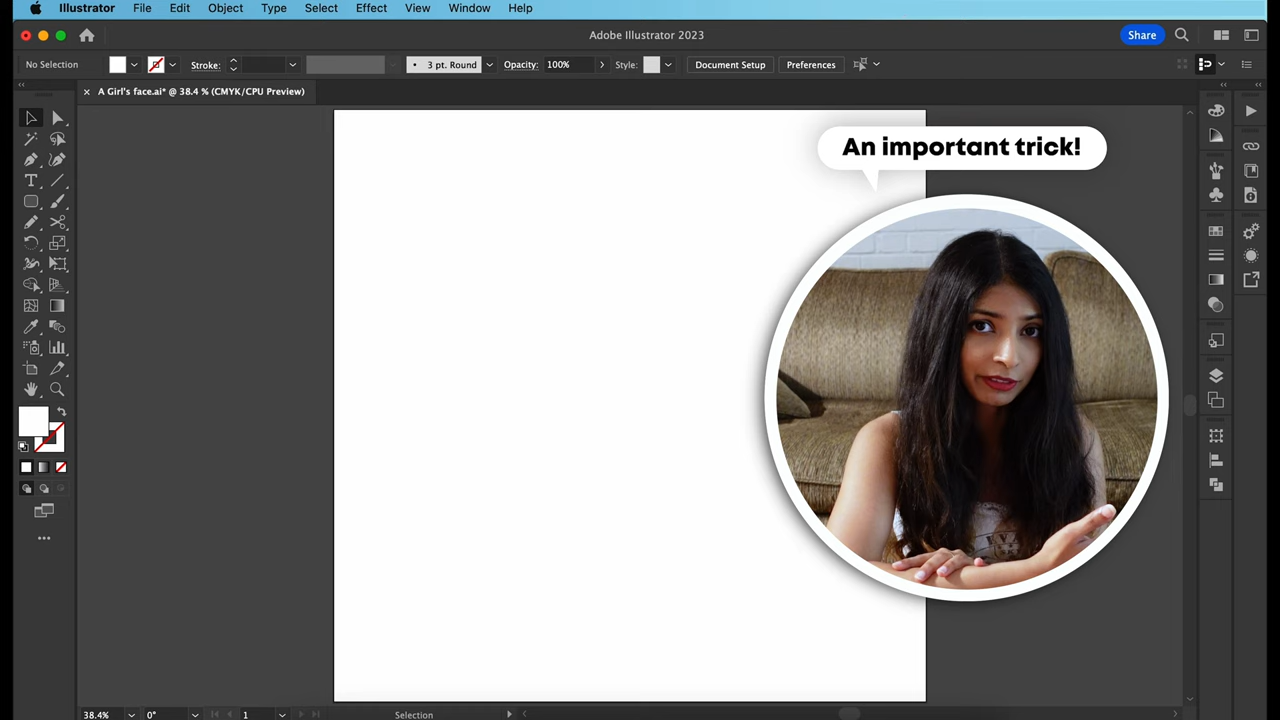 Illustrator File Edit Object Type Select Effect View Window Help
Adobe Illustrator 2023
Share
No Selection
Stroke:
3 pt. Round
Opacity: 100%
Style:
Document Setup
Preferences
A Girl's face.ai* @ 38.4 % (CMYK/CPU Preview)
An important trick!
38.4%
0°
1
Selection